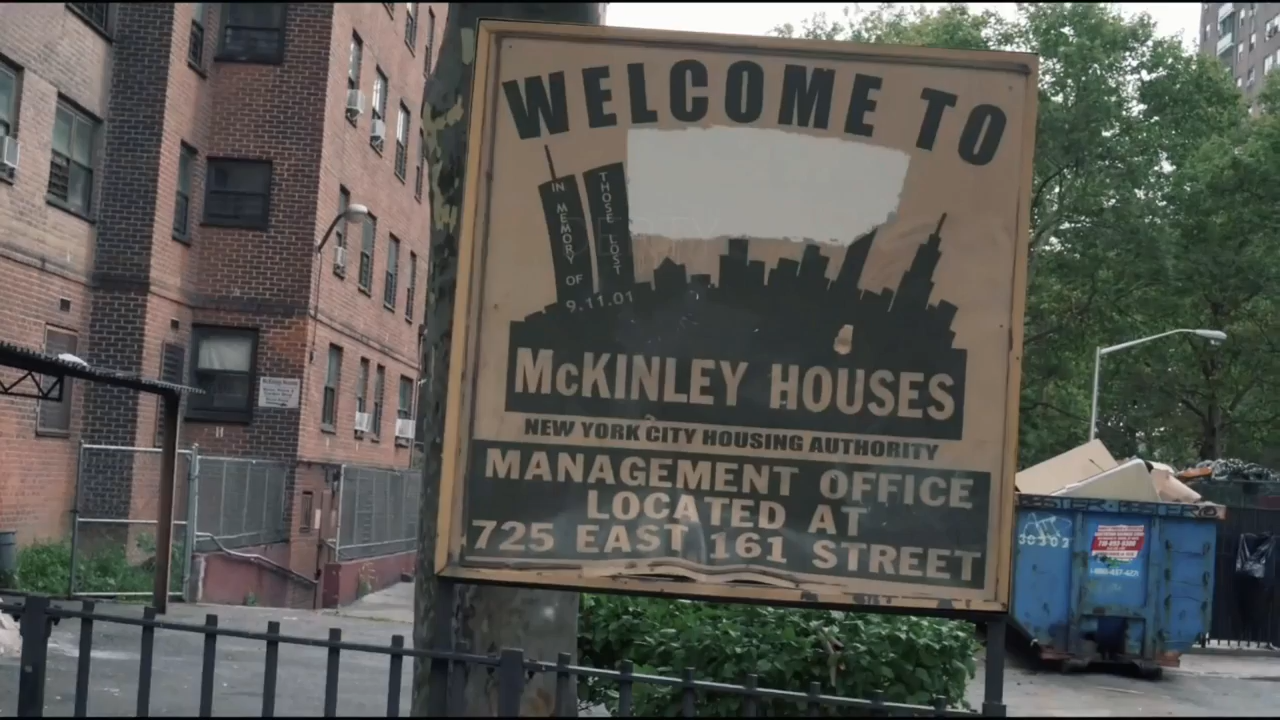 WELCOME TO
IN MEMORY OF
THOSE LOST
9.11.01
McKINLEY HOUSES
NEW YORK CITY HOUSING AUTHORITY
MANAGEMENT OFFICE
LOCATED AT
725 EAST 161 STREET